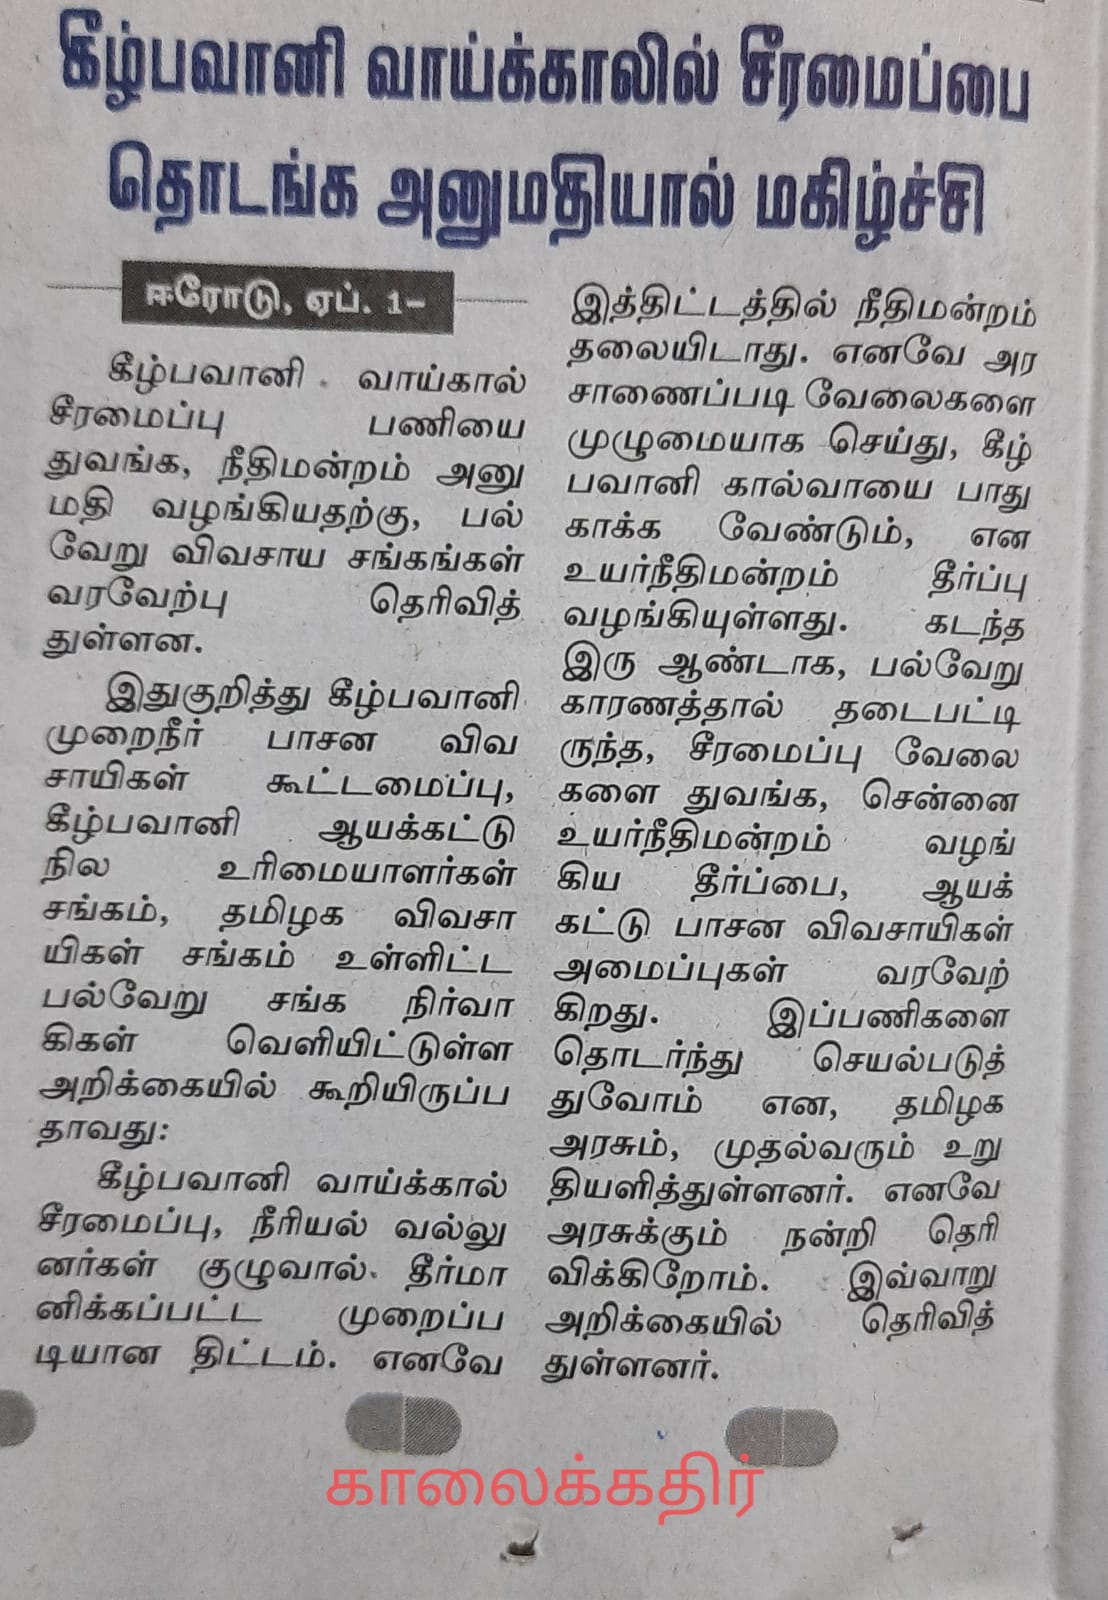 கீழ்பவானி வாய்க்காலில் சீரமைப்பை
தொடங்க அனுமதியால் மகிழ்ச்சி
ஈரோடு, ஏப். 1–
கீழ்பவானி வாய்கால்
சீரமைப்பு பணியை
துவங்க, நீதிமன்றம் அனு
மதி வழங்கியதற்கு, பல்
வேறு விவசாய சங்கங்கள்
வரவேற்பு தெரிவித்
துள்ளன.
இதுகுறித்து கீழ்பவானி
முறைநீர் பாசன விவ
சாயிகள் கூட்டமைப்பு,
கீழ்பவானி ஆயக்கட்டு
நில உரிமையாளர்கள்
சங்கம், தமிழக விவசா
யிகள் சங்கம் உள்ளிட்ட
பல்வேறு சங்க நிர்வா
கிகள் வெளியிட்டுள்ள
அறிக்கையில் கூறியிருப்ப
தாவது:
கீழ்பவானி வாய்க்கால்
சீரமைப்பு, நீரியல் வல்லு
னர்கள் குழுவால் தீர்மா
னிக்கப்பட்ட முறைப்ப
டியான திட்டம். எனவே
இத்திட்டத்தில் நீதிமன்றம்
தலையிடாது. எனவே அர
சாணைப்படி வேலைகளை
முழுமையாக செய்து, கீழ்
பவானி கால்வாயை பாது
காக்க வேண்டும், என
உயர்நீதிமன்றம் தீர்ப்பு
வழங்கியுள்ளது. கடந்த
இரு ஆண்டாக, பல்வேறு
காரணத்தால் தடைபட்டி
ருந்த, சீரமைப்பு வேலை
களை துவங்க, சென்னை
உயர்நீதிமன்றம் வழங்
கிய தீர்ப்பை, ஆயக்
கட்டு பாசன விவசாயிகள்
அமைப்புகள் வரவேற்
கிறது. இப்பணிகளை
தொடர்ந்து செயல்படுத்
துவோம் என, தமிழக
அரசும், முதல்வரும் உறு
தியளித்துள்ளனர். எனவே
அரசுக்கும் நன்றி தெரி
விக்கிறோம். இவ்வாறு
அறிக்கையில் தெரிவித்
துள்ளனர்.
காலைக்கதிர்